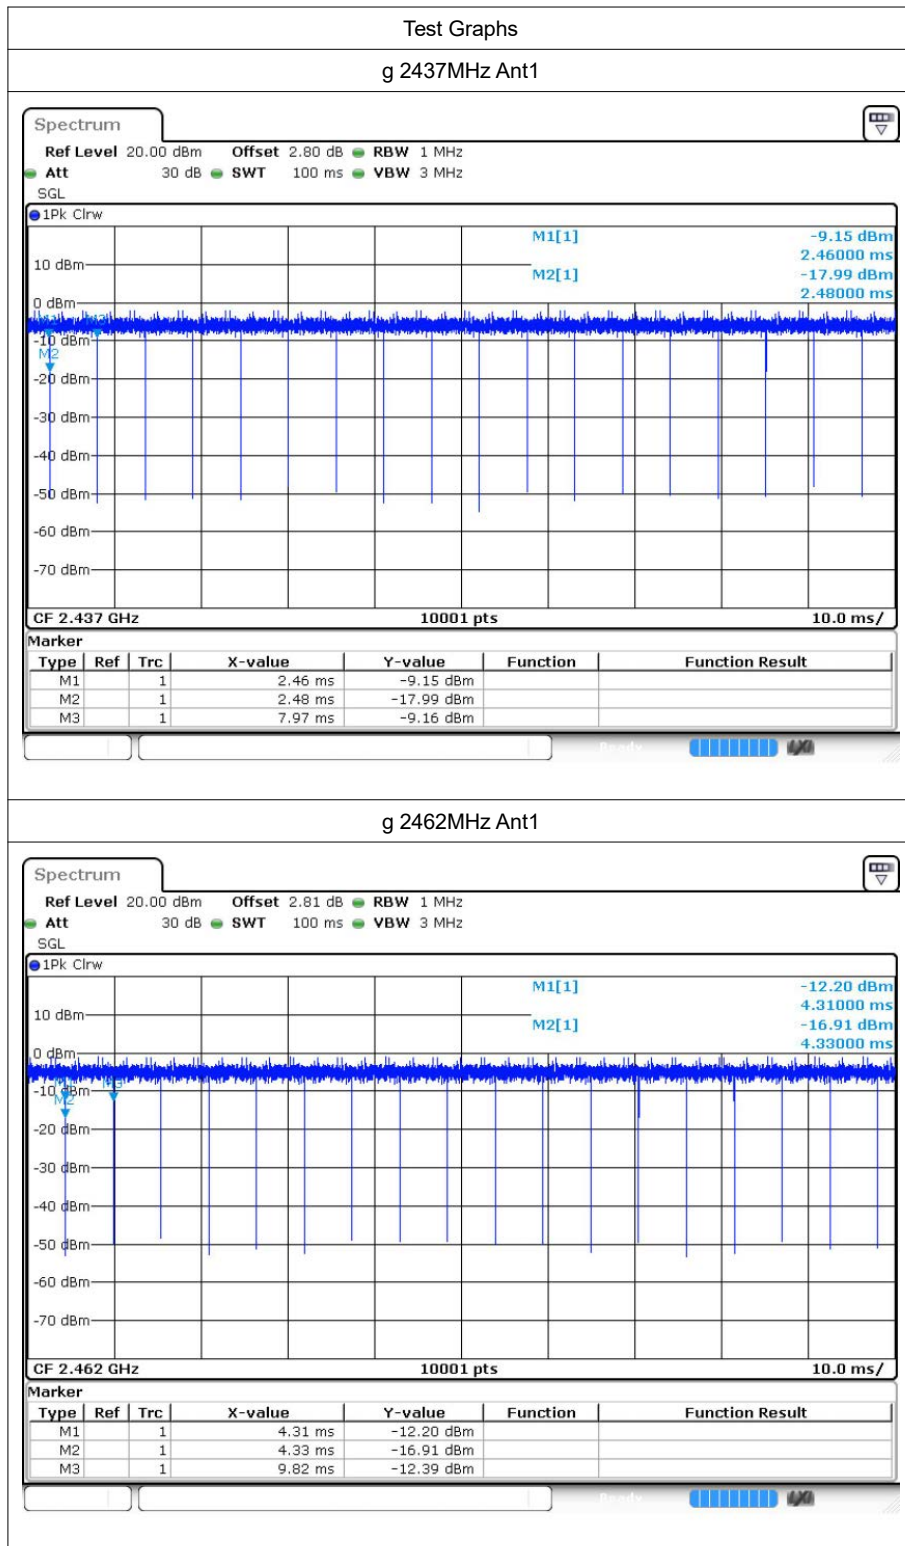 Test Graphs
g 2437MHz Ant1
Spectrum
Ref Level 20.00 dBm Offset 2.80 dB RBW 1 MHz
Att 30 dB SWT 100 ms VBW 3 MHz
SGL
1Pk Clrw
M1[1] -9.15 dBm
2.46000 ms
10 dBm
M2[1] -17.99 dBm
2.48000 ms
0 dBm
-10 dBm
M2
-20 dBm
-30 dBm
-40 dBm
-50 dBm
-60 dBm
-70 dBm
CF 2.437 GHz 10001 pts 10.0 ms/
Marker
Type Ref Trc X-value Y-value Function Function Result
M1 1 2.46 ms -9.15 dBm
M2 1 2.48 ms -17.99 dBm
M3 1 7.97 ms -9.16 dBm
g 2462MHz Ant1
Spectrum
Ref Level 20.00 dBm Offset 2.81 dB RBW 1 MHz
Att 30 dB SWT 100 ms VBW 3 MHz
SGL
1Pk Clrw
M1[1] -12.20 dBm
4.31000 ms
10 dBm
M2[1] -16.91 dBm
4.33000 ms
0 dBm
-10 dBm
M2
-20 dBm
-30 dBm
-40 dBm
-50 dBm
-60 dBm
-70 dBm
CF 2.462 GHz 10001 pts 10.0 ms/
Marker
Type Ref Trc X-value Y-value Function Function Result
M1 1 4.31 ms -12.20 dBm
M2 1 4.33 ms -16.91 dBm
M3 1 9.82 ms -12.39 dBm